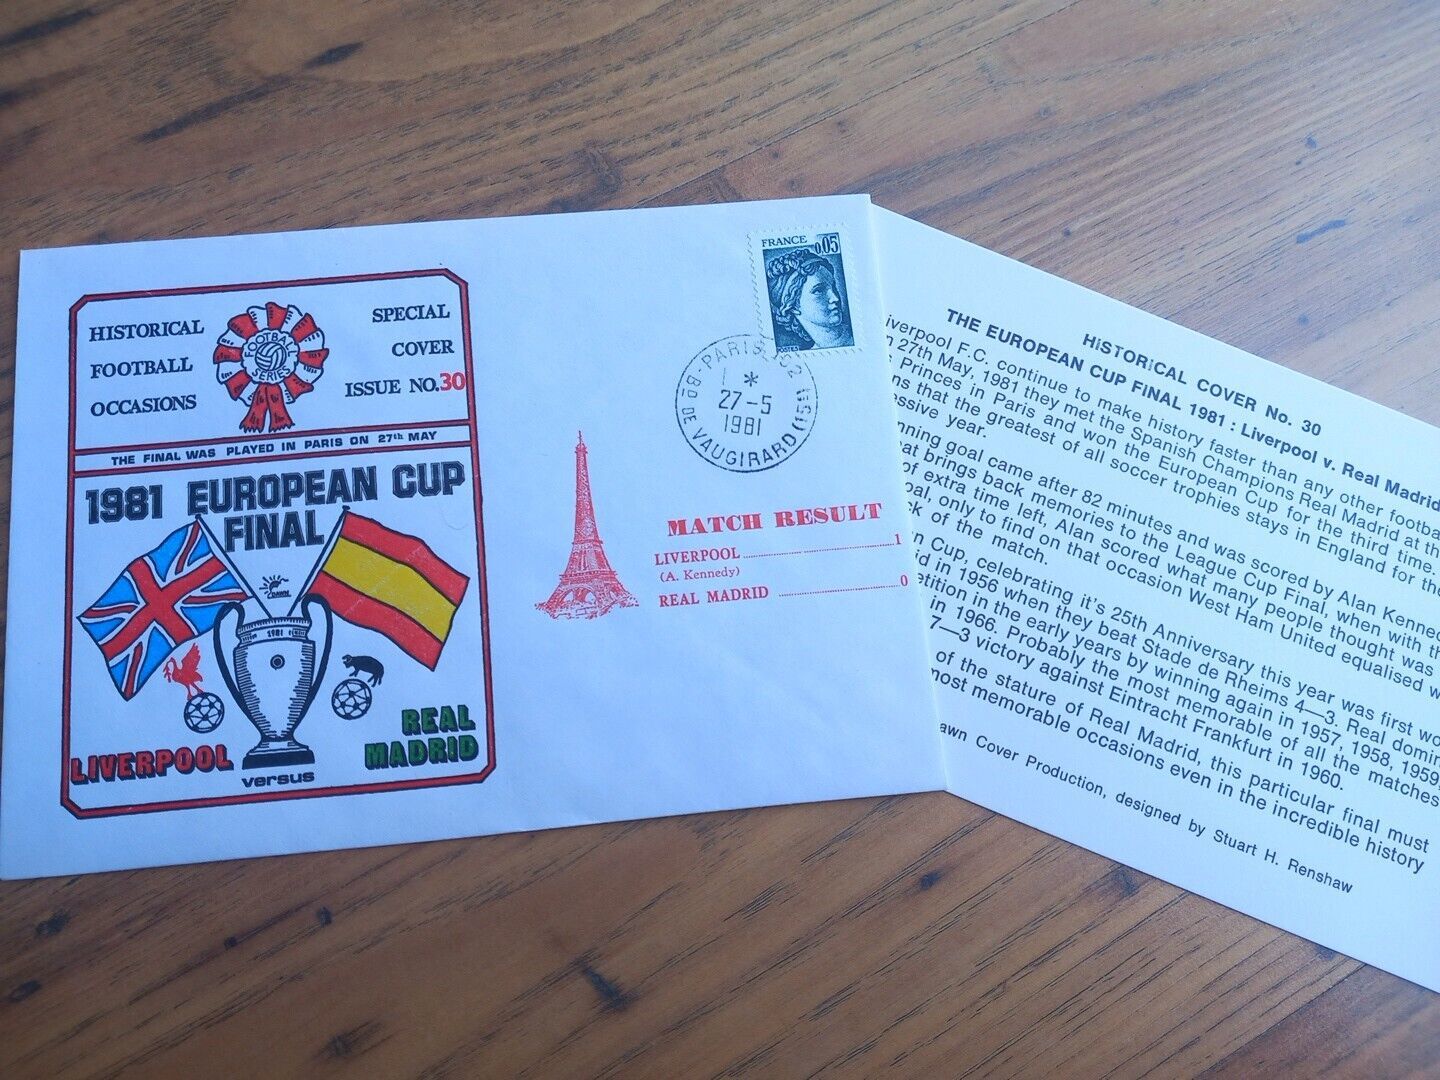 HISTORICAL
FOOTBALL
OCCASIONS
FOOTBALL
SERIES
SPECIAL
COVER
ISSUE NO.30
THE FINAL WAS PLAYED IN PARIS ON 27th MAY
1981 EUROPEAN CUP
FINAL
DAWN
1981
LIVERPOOL
versus
REAL
MADRID
FRANCE 0.05
POSTES
PARIS
27-5
1981
Bd DE VAUGIRARD (15e)
MATCH RESULT
LIVERPOOL 1
(A. Kennedy)
REAL MADRID 0
HISTORICAL COVER No. 30
THE EUROPEAN CUP FINAL 1981 : Liverpool v. Real Madrid
iverpool F.C. continue to make history faster than any other footba
n 27th May, 1981 they met the Spanish Champions Real Madrid at th
s Princes in Paris and won the European Cup for the third time.
ns that the greatest of all soccer trophies stays in England for the
essive year.
nning goal came after 82 minutes and was scored by Alan Kenned
at brings back memories to the League Cup Final, when with th
of extra time left, Alan scored what many people thought was
oal, only to find on that occasion West Ham United equalised w
ck of the match.
n Cup, celebrating it's 25th Anniversary this year was first wo
id in 1956 when they beat Stade de Rheims 4—3. Real domin
etition in the early years by winning again in 1957, 1958, 1959,
in 1966. Probably the most memorable of all the matches
7—3 victory against Eintracht Frankfurt in 1960.
of the stature of Real Madrid, this particular final must
most memorable occasions even in the incredible history
awn Cover Production, designed by Stuart H. Renshaw